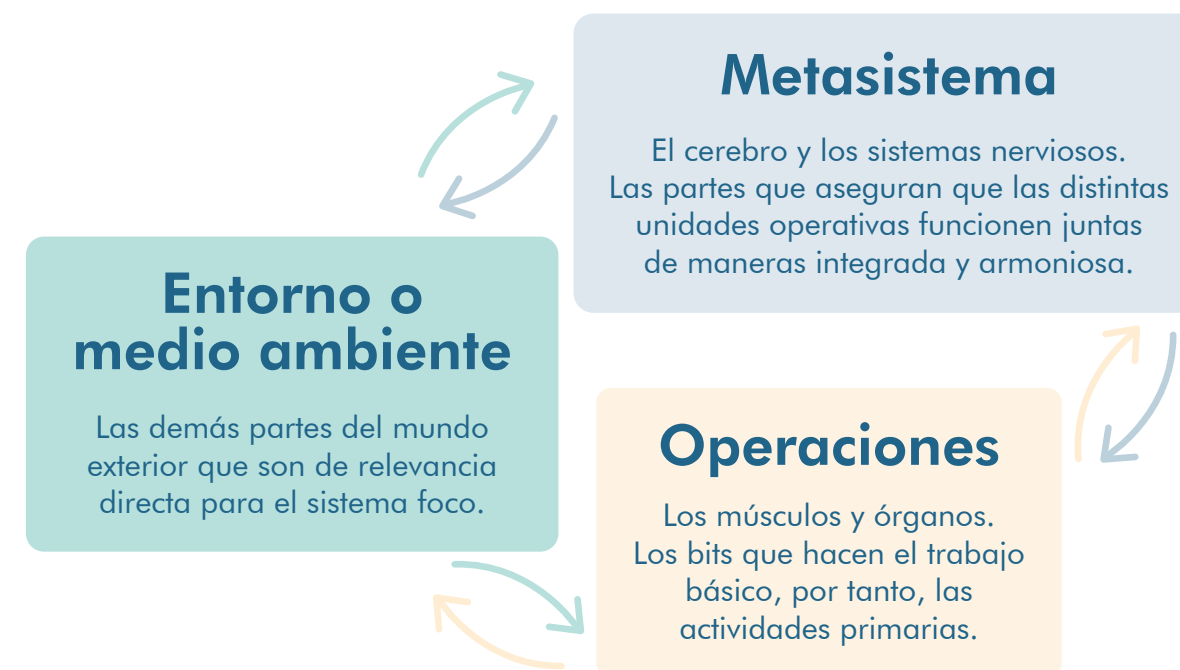 Metasistema
El cerebro y los sistemas nerviosos.
Las partes que aseguran que las distintas
unidades operativas funcionen juntas
de maneras integrada y armoniosa.
Entorno o
medio ambiente
Las demás partes del mundo
exterior que son de relevancia
directa para el sistema foco.
Operaciones
Los músculos y órganos.
Los bits que hacen el trabajo
básico, por tanto, las
actividades primarias.